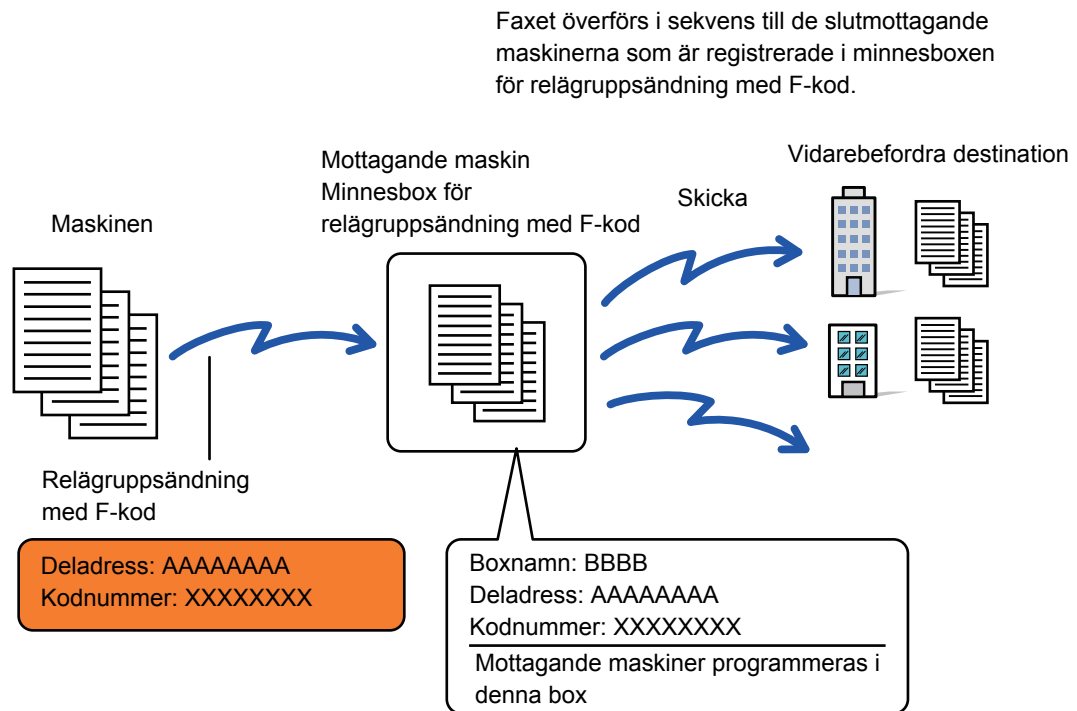 Faxet överförs i sekvens till de slutmottagande
maskinerna som är registrerade i minnesboxen
för relägruppsändning med F-kod.
Maskinen
Mottagande maskin
Minnesbox för
relägruppsändning med F-kod
Skicka
Vidarebefordra destination
Relägruppsändning
med F-kod
Deladress: AAAAAAAA
Kodnummer: XXXXXXXX
Boxnamn: BBBB
Deladress: AAAAAAAA
Kodnummer: XXXXXXXX
Mottagande maskiner programmeras i
denna box